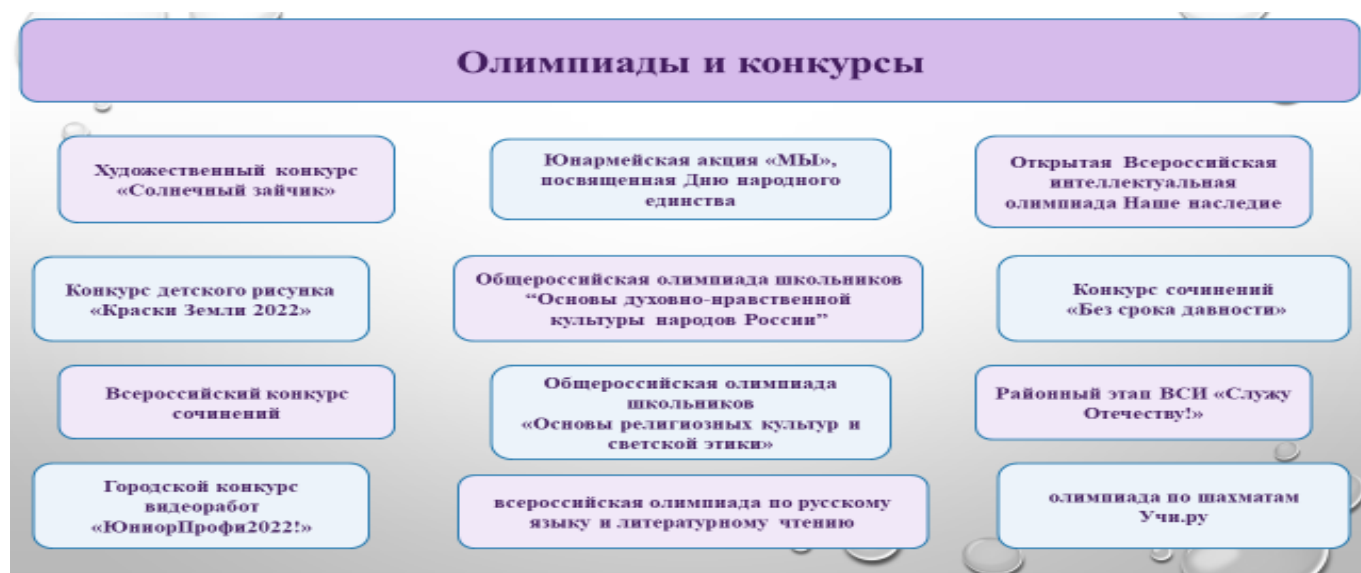 Олимпиады и конкурсы
Художественный конкурс
«Солнечный зайчик»
Юнармейская акция «МЫ»,
посвященная Дню народного
единства
Открытая Всероссийская
интеллектуальная
олимпиада Наше наследие
Конкурс детского рисунка
«Краски Земли 2022»
Общероссийская олимпиада школьников
“Основы духовно-нравственной
культуры народов России”
Конкурс сочинений
«Без срока давности»
Всероссийский конкурс
сочинений
Общероссийская олимпиада
школьников
«Основы религиозных культур и
светской этики»
Районный этап ВСИ «Служу
Отечеству!»
Городской конкурс
видеоработ
«ЮниорПрофи2022!»
всероссийская олимпиада по русскому
языку и литературному чтению
олимпиада по шахматам
Учи.ру